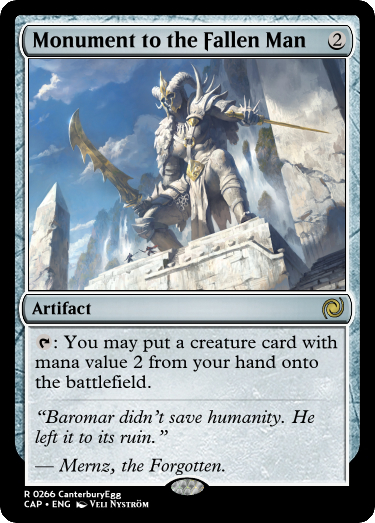 Monument to the Fallen Man 2
Artifact
: You may put a creature card with
mana value 2 from your hand onto
the battlefield.
“Baromar didn’t save humanity. He
left it to its ruin.”
— Mernz, the Forgotten.
R 0266 CanterburyEgg
CAP • ENG Veli Nyström